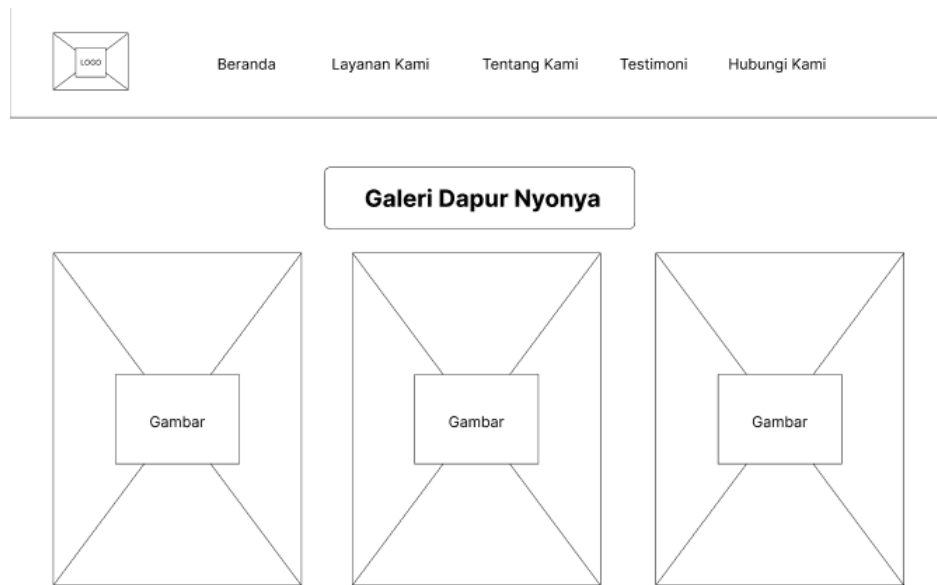 LOGO
Beranda Layanan Kami Tentang Kami Testimoni Hubungi Kami
Galeri Dapur Nyonya
Gambar Gambar Gambar